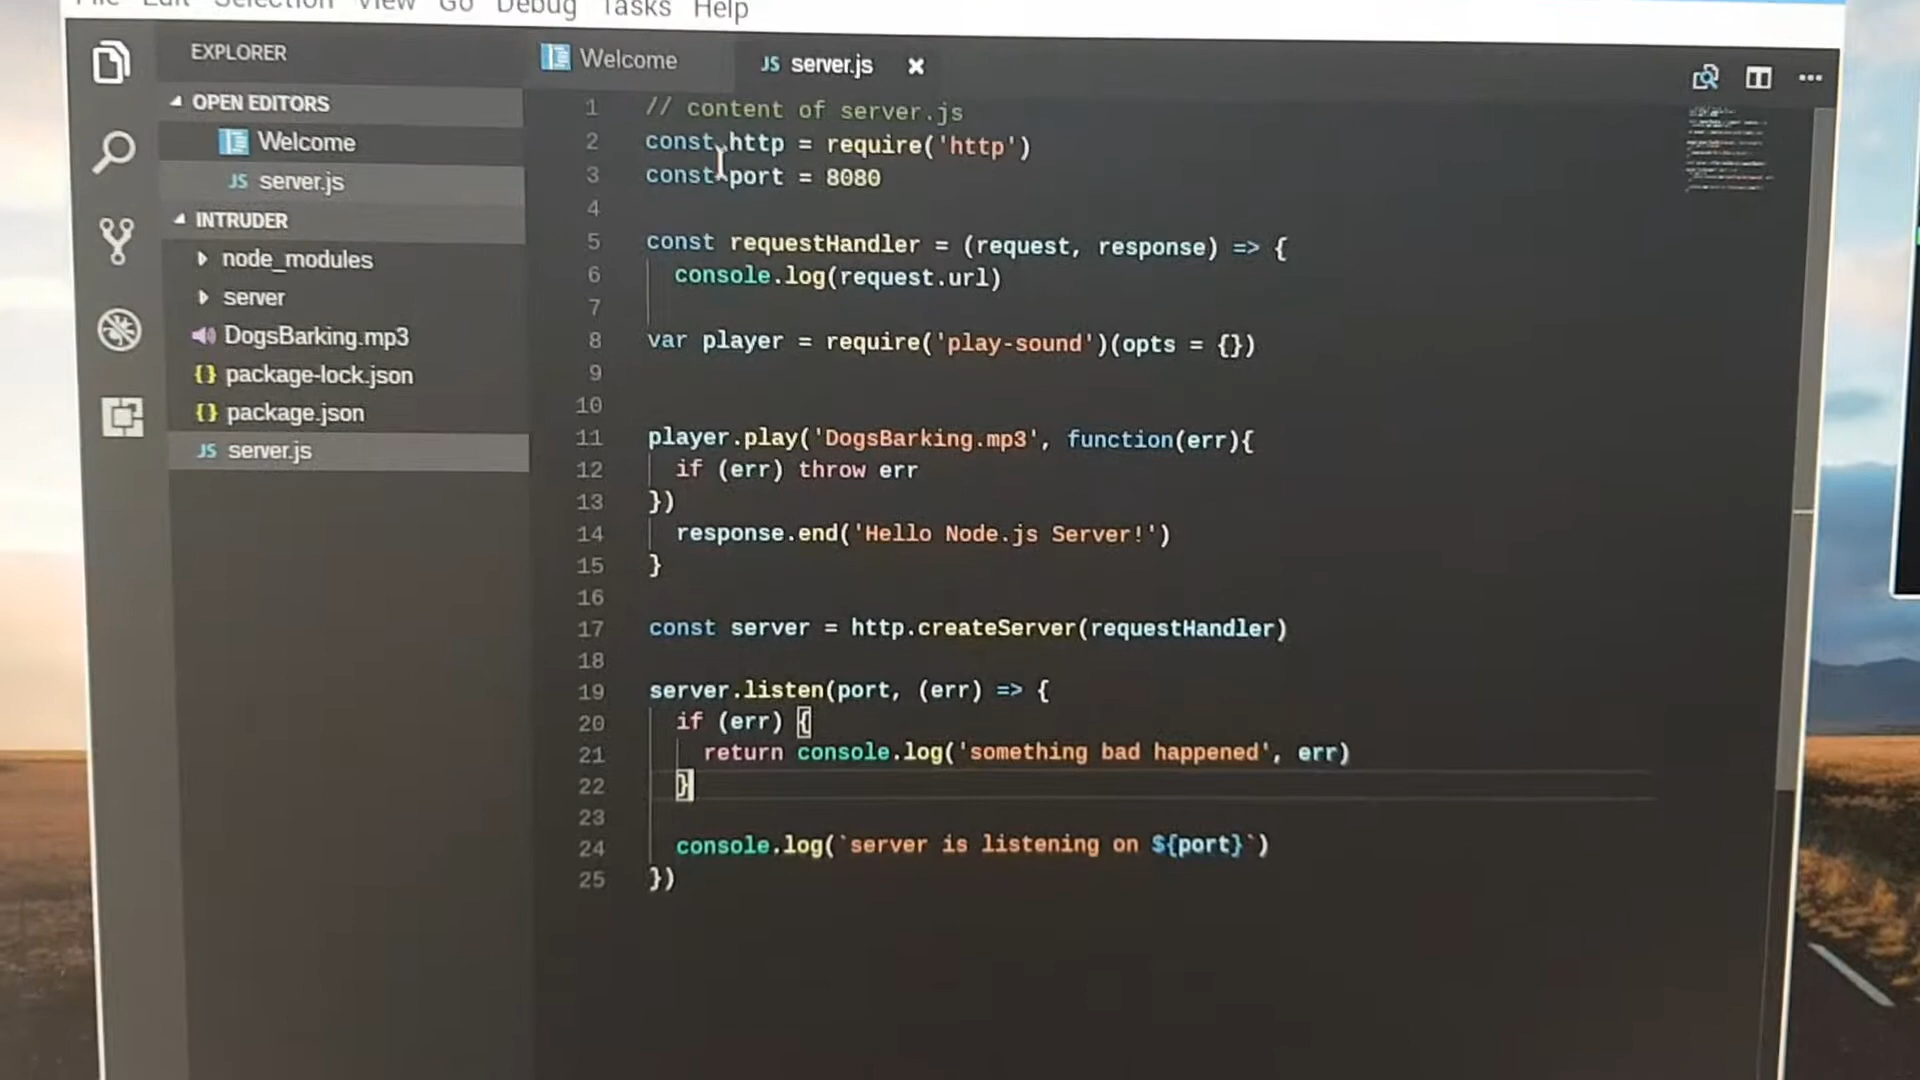 File Edit Selection View Go Debug Tasks Help
EXPLORER
OPEN EDITORS
Welcome
JS server.js
INTRUDER
node_modules
server
DogsBarking.mp3
{} package-lock.json
{} package.json
JS server.js
Welcome
JS server.js
1 // content of server.js
2 const http = require('http')
3 const port = 8080
4
5 const requestHandler = (request, response) => {
6 console.log(request.url)
7
8 var player = require('play-sound')(opts = {})
9
10
11 player.play('DogsBarking.mp3', function(err){
12 if (err) throw err
13 })
14 response.end('Hello Node.js Server!')
15 }
16
17 const server = http.createServer(requestHandler)
18
19 server.listen(port, (err) => {
20 if (err) {
21 return console.log('something bad happened', err)
22 }
23
24 console.log(`server is listening on ${port}`)
25 })